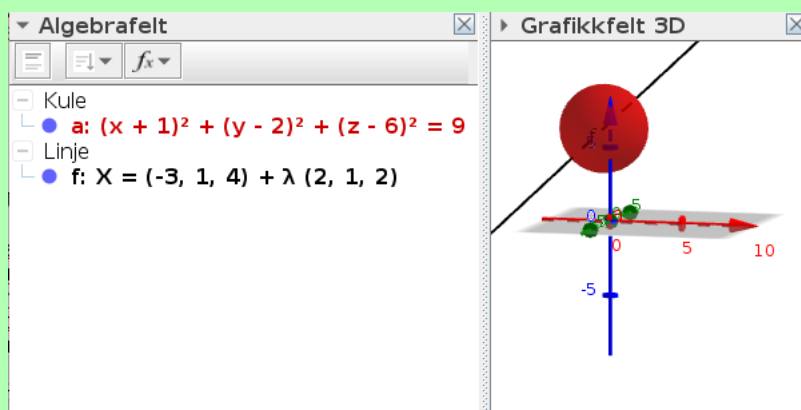 Algebrafelt
fx
Kule
a: (x + 1)² + (y - 2)² + (z - 6)² = 9
Linje
f: X = (-3, 1, 4) + λ (2, 1, 2)
Grafikkfelt 3D
f
5
0
0
5
10
-5